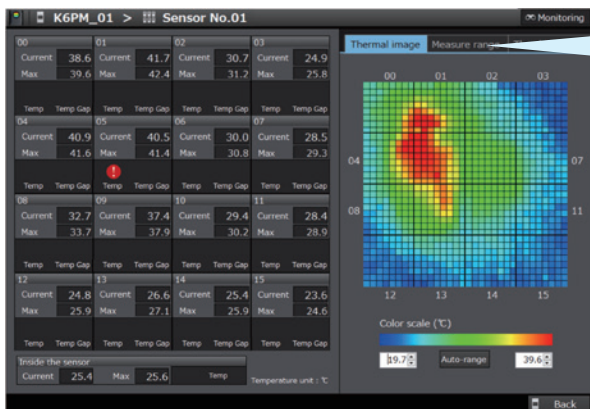 K6PM_01 > Sensor No.01 Monitoring
Thermal image Measure range
00 01 02 03
Current 38.6 Current 41.7 Current 30.7 Current 24.9
Max 39.6 Max 42.4 Max 31.2 Max 25.8
Temp Temp Gap Temp Temp Gap Temp Temp Gap Temp Temp Gap
04 05 06 07
Current 40.9 Current 40.5 Current 30.0 Current 28.5
Max 41.6 Max 41.4 Max 30.8 Max 29.3
!
Temp Temp Gap Temp Temp Gap Temp Temp Gap Temp Temp Gap
08 09 10 11
Current 32.7 Current 37.4 Current 29.4 Current 28.4
Max 33.7 Max 37.9 Max 30.2 Max 28.9
Temp Temp Gap Temp Temp Gap Temp Temp Gap Temp Temp Gap
12 13 14 15
Current 24.8 Current 26.6 Current 25.4 Current 23.6
Max 25.9 Max 27.1 Max 25.9 Max 24.6
Temp Temp Gap Temp Temp Gap Temp Temp Gap Temp Temp Gap
Inside the sensor
Current 25.4 Max 25.6 Temp Temperature unit : ℃
00 01 02 03
04 07
08 11
12 13 14 15
Color scale (℃)
19.7 Auto-range 39.6
Back